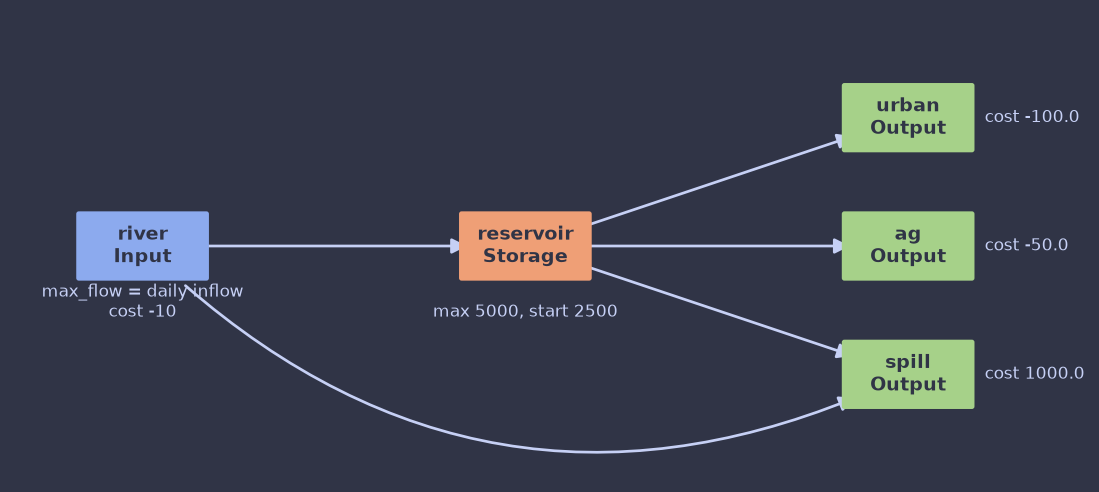 urban
Output
cost -100.0
river
Input
max_flow = daily inflow
cost -10
reservoir
Storage
max 5000, start 2500
ag
Output
cost -50.0
spill
Output
cost 1000.0